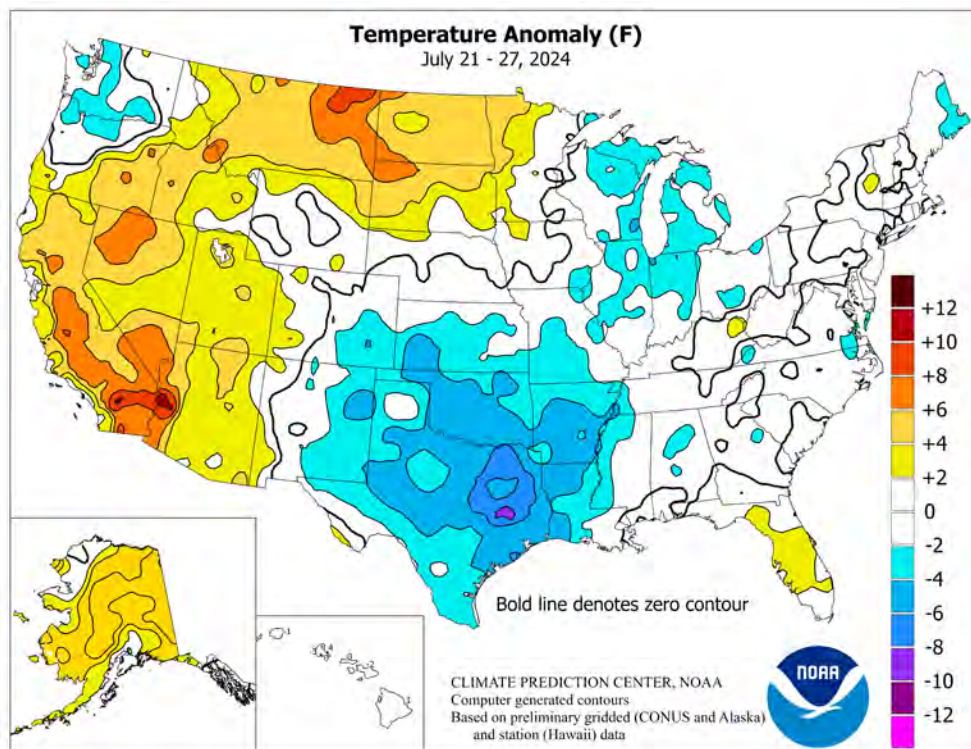 Temperature Anomaly (F)
July 21 - 27, 2024
+12
+10
+8
+6
+4
+2
0
-2
-4
-6
-8
-10
-12
Bold line denotes zero contour
CLIMATE PREDICTION CENTER, NOAA
Computer generated contours
Based on preliminary gridded (CONUS and Alaska)
and station (Hawaii) data
NOAA